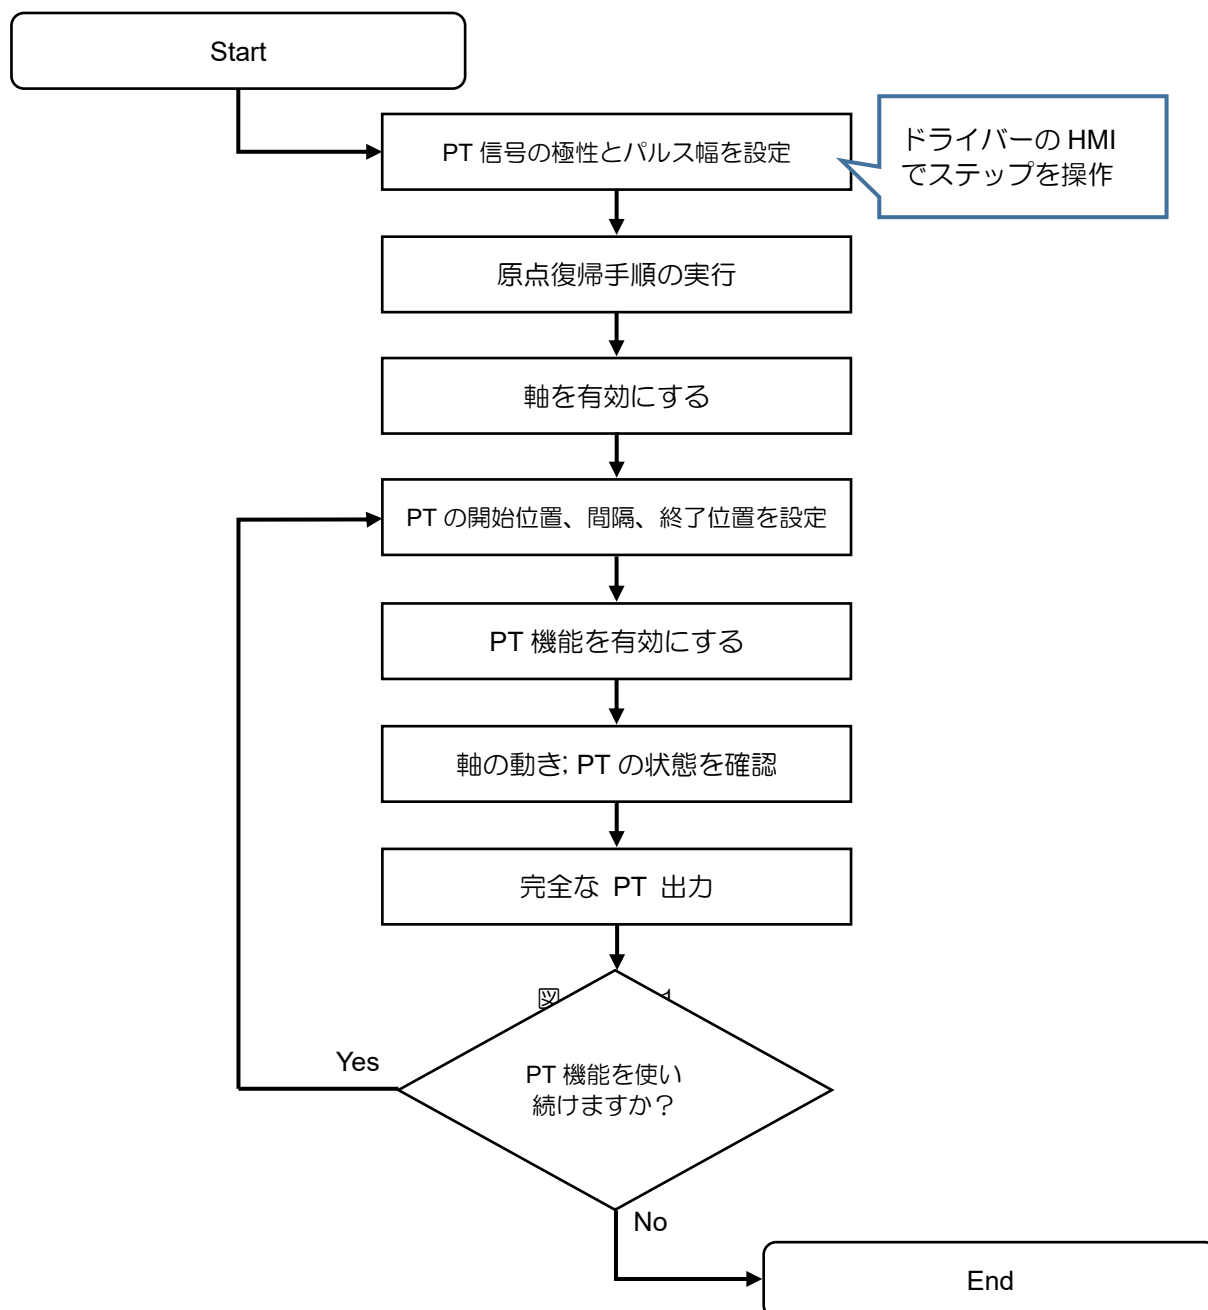 Start
PT 信号の極性とパルス幅を設定
ドライバーの HMI
でステップを操作
原点復帰手順の実行
軸を有効にする
PT の開始位置、間隔、終了位置を設定
PT 機能を有効にする
軸の動き; PT の状態を確認
完全な PT 出力
図
PT 機能を使い
続けますか？
Yes
No
End